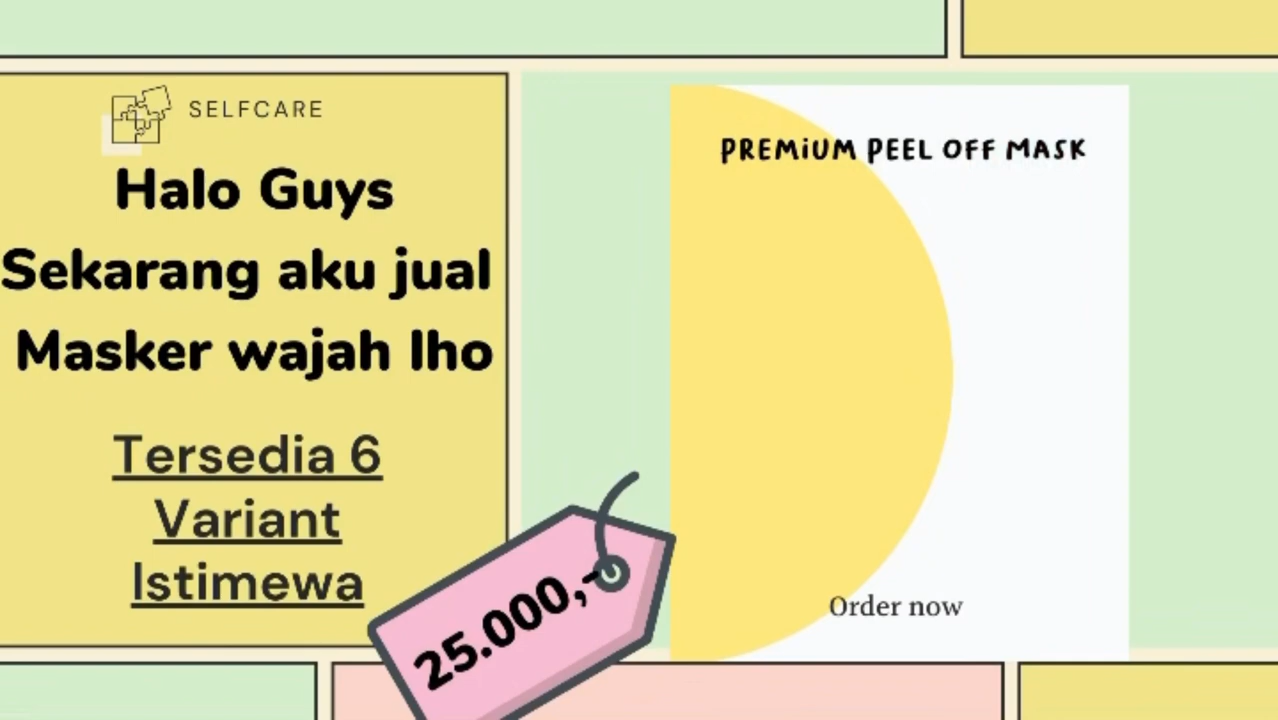 SELFCARE
Halo Guys
Sekarang aku jual
Masker wajah lho
Tersedia 6
Variant
Istimewa
25.000,-
PREMIUM PEEL OFF MASK
Order now